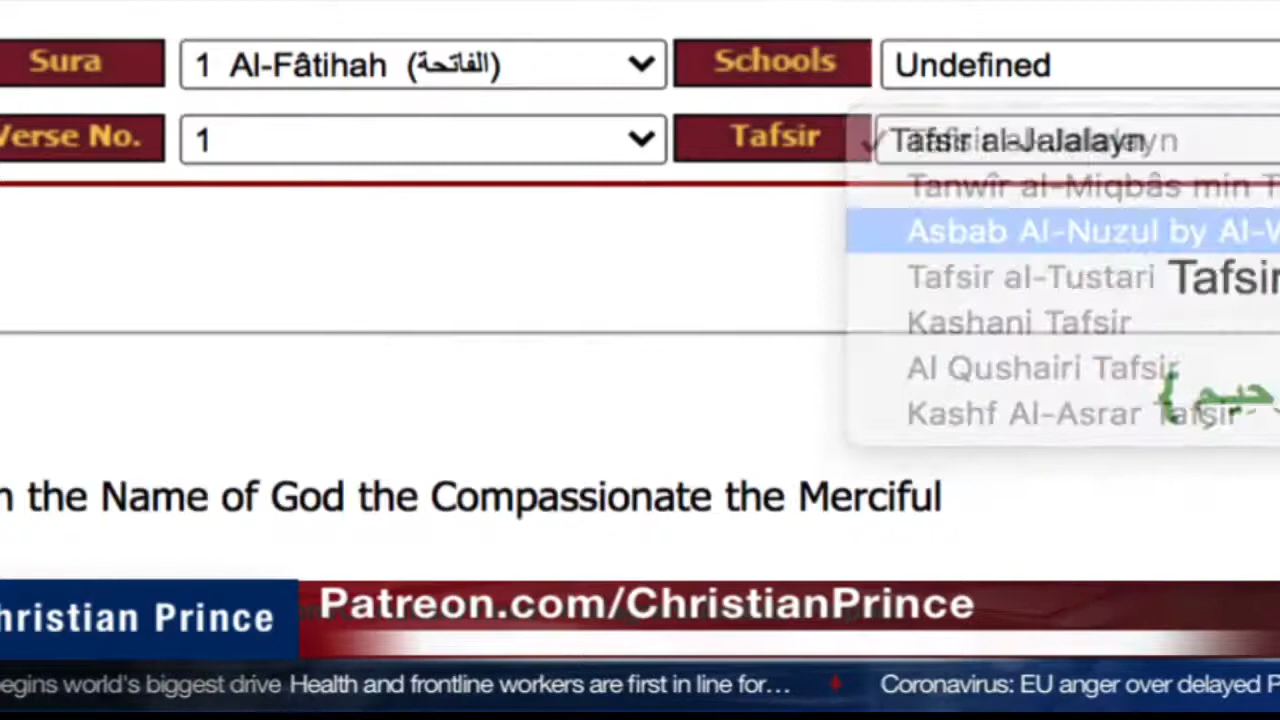 Sura 1 Al-Fâtihah (الفاتحة) Schools Undefined
Verse No. 1 Tafsir Tafsir al-Jalalayn
Tanwîr al-Miqbâs min
Asbab Al-Nuzul by Al-W
Tafsir al-Tustari Tafsir
Kashani Tafsir
Al Qushairi Tafsir
Kashf Al-Asrar Tafsir
the Name of God the Compassionate the Merciful
hristian Prince Patreon.com/ChristianPrince
egins world's biggest drive Health and frontline workers are first in line for… Coronavirus: EU anger over delayed P